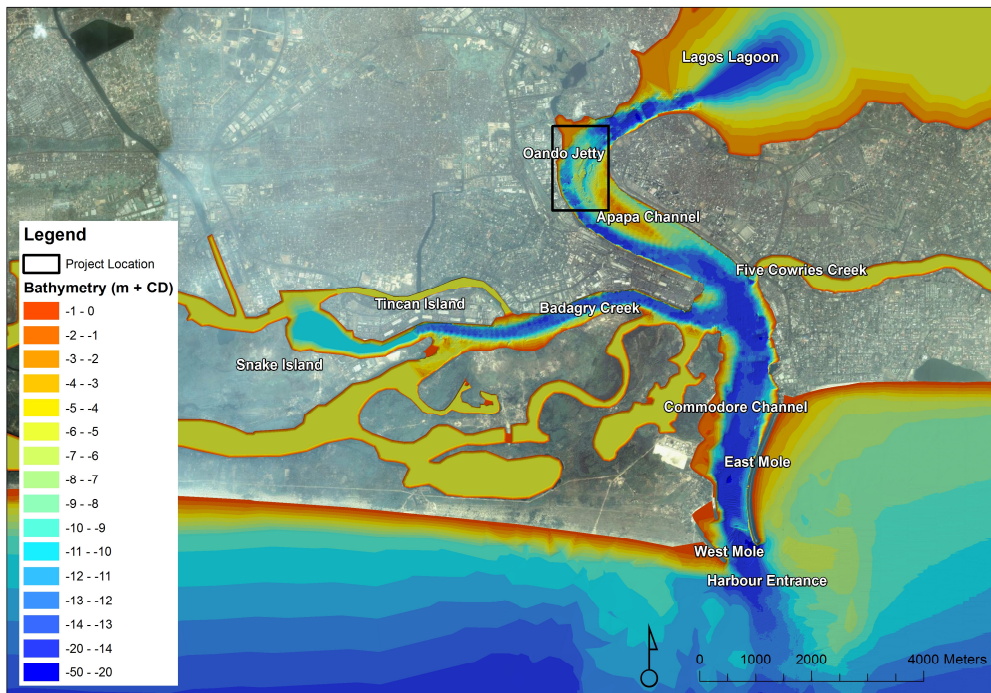 Lagos Lagoon
Oando Jetty
Apapa Channel
Five Cowries Creek
Tincan Island
Badagry Creek
Snake Island
Commodore Channel
East Mole
West Mole
Harbour Entrance
Legend
Project Location
Bathymetry (m + CD)
-1 - 0
-2 - -1
-3 - -2
-4 - -3
-5 - -4
-6 - -5
-7 - -6
-8 - -7
-9 - -8
-10 - -9
-11 - -10
-12 - -11
-13 - -12
-14 - -13
-20 - -14
-50 - -20
0 1000 2000 4000 Meters